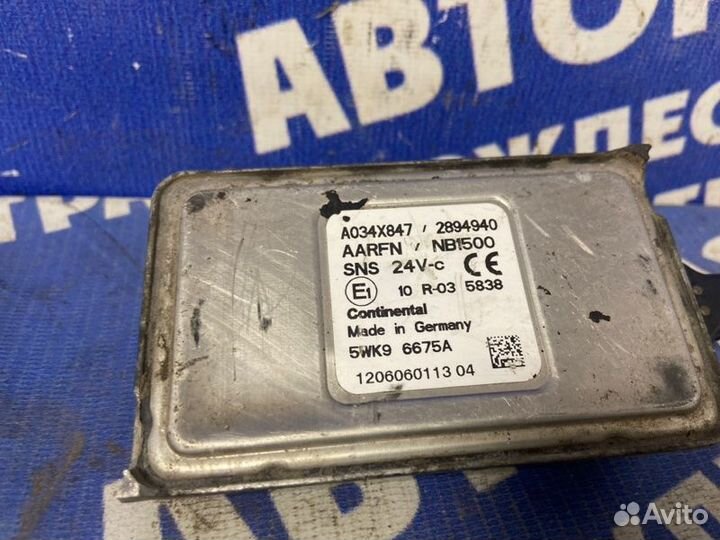 АВТО
A034X847 / 2894940
AARFN / NB1500
SNS 24V-c CE
E1 10 R-03 5838
Continental
Made in Germany
5WK9 6675A
1206060113 04
Avito